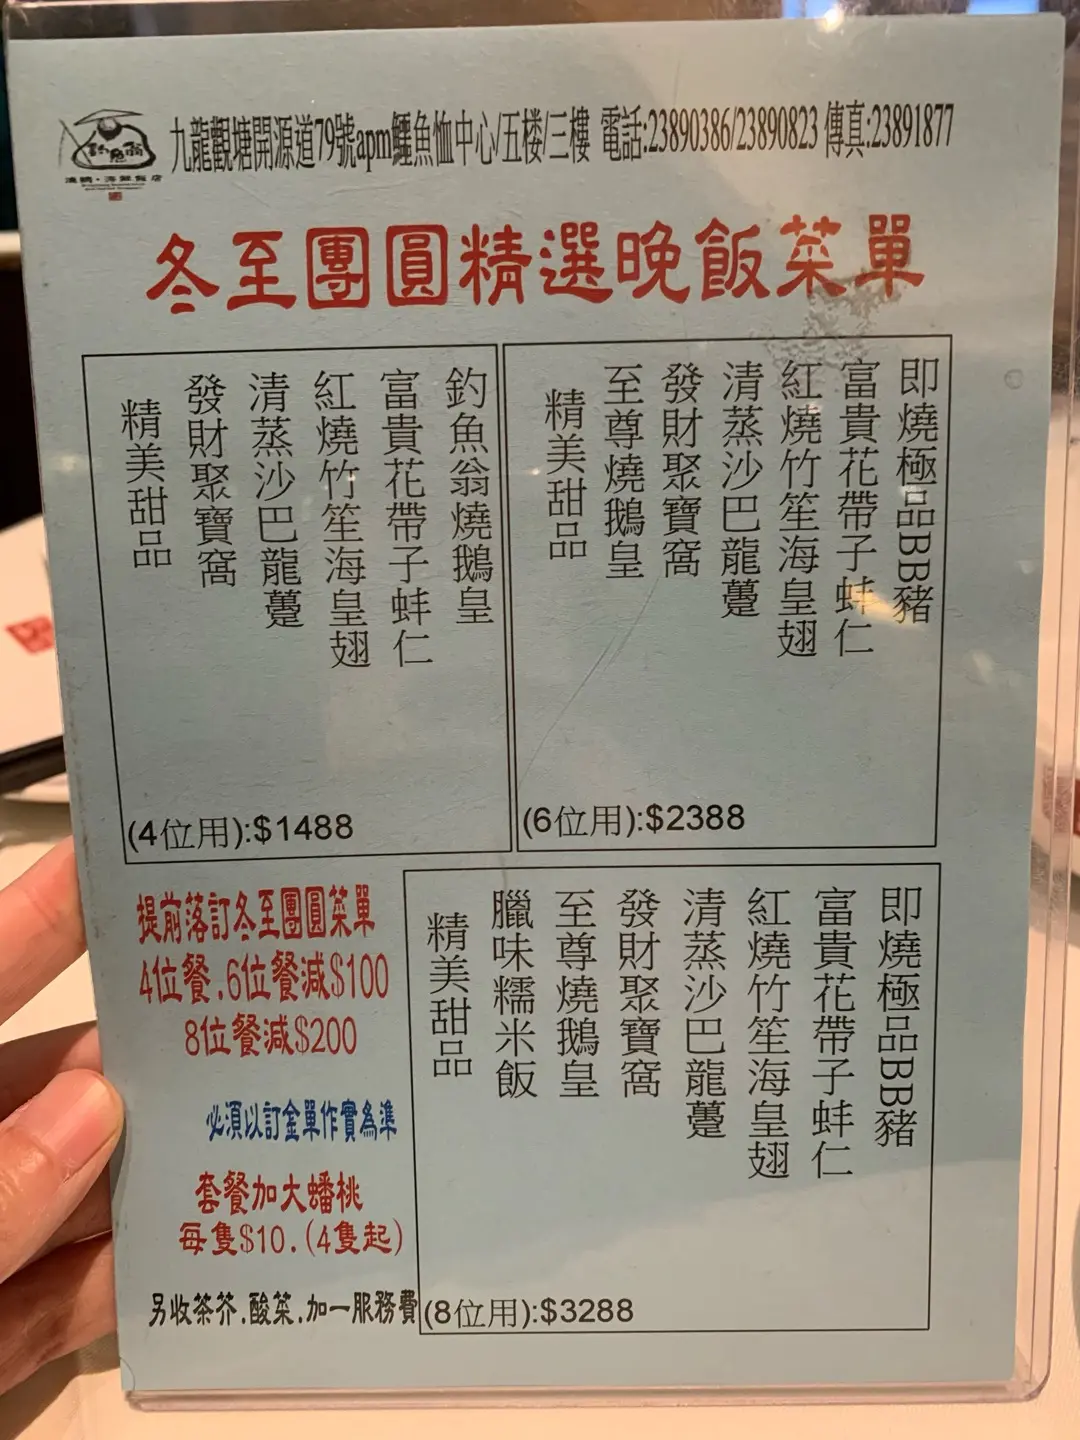 釣魚翁
漁鄉·海鮮飯店
九龍觀塘開源道79號apm鱷魚恤中心/五楼/三樓 電話:23890386/23890823 傳真:23891877
冬至團圓精選晚飯菜單
即燒極品BB豬
富貴花帶子蚌仁
紅燒竹笙海皇翅
清蒸沙巴龍躉
發財聚寶窩
至尊燒鵝皇
精美甜品
(6位用):$2388
釣魚翁燒鵝皇
富貴花帶子蚌仁
紅燒竹笙海皇翅
清蒸沙巴龍躉
發財聚寶窩
精美甜品
(4位用):$1488
即燒極品BB豬
富貴花帶子蚌仁
紅燒竹笙海皇翅
清蒸沙巴龍躉
發財聚寶窩
至尊燒鵝皇
臘味糯米飯
精美甜品
(8位用):$3288
提前落訂冬至團圓菜單
4位餐.6位餐減$100
8位餐減$200
必須以訂金單作實為準
套餐加大蟠桃
每隻$10.(4隻起)
另收茶芥.酸菜.加一服務費